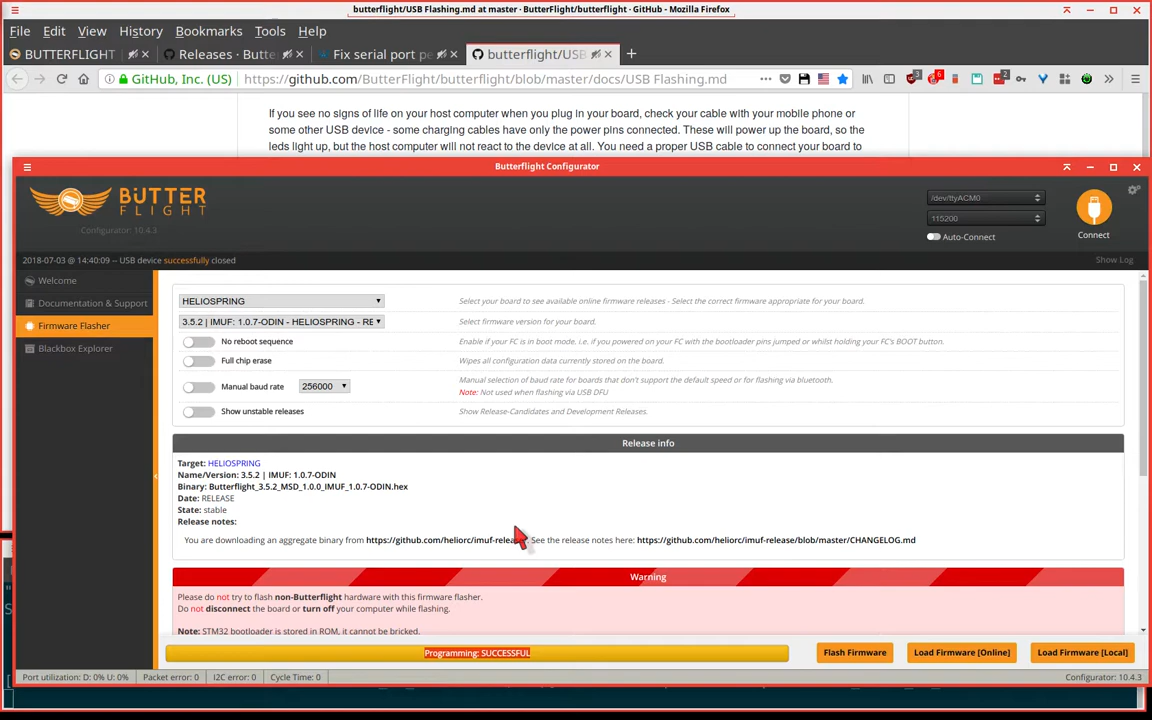 butterflight/USB Flashing.md at master · ButterFlight/butterflight · GitHub - Mozilla Firefox
File Edit View History Bookmarks Tools Help
BUTTERFLIGHT Releases · Butte Fix serial port pe butterflight/USB
GitHub, Inc. (US) https://github.com/ButterFlight/butterflight/blob/master/docs/USB Flashing.md 3 6 2
If you see no signs of life on your host computer when you plug in your board, check your cable with your mobile phone or
some other USB device - some charging cables have only the power pins connected. These will power up the board, so the
leds light up, but the host computer will not react to the device at all. You need a proper USB cable to connect your board to
Butterflight Configurator
BUTTER
FLIGHT
Configurator: 10.4.3
/dev/ttyACM0
115200
Auto-Connect
Connect
2018-07-03 @ 14:40:09 -- USB device successfully closed
Show Log
Welcome
Documentation & Support
Firmware Flasher
Blackbox Explorer
HELIOSPRING Select your board to see available online firmware releases - Select the correct firmware appropriate for your board.
3.5.2 | IMUF: 1.0.7-ODIN - HELIOSPRING - RE Select firmware version for your board.
No reboot sequence Enable if your FC is in boot mode. i.e. if you powered on your FC with the bootloader pins jumped or whilst holding your FC's BOOT button.
Full chip erase Wipes all configuration data currently stored on the board.
Manual baud rate 256000 Manual selection of baud rate for boards that don't support the default speed or for flashing via bluetooth.
Note: Not used when flashing via USB DFU
Show unstable releases Show Release-Candidates and Development Releases.
Release info
Target: HELIOSPRING
Name/Version: 3.5.2 | IMUF: 1.0.7-ODIN
Binary: Butterflight_3.5.2_MSD_1.0.0_IMUF_1.0.7-ODIN.hex
Date: RELEASE
State: stable
Release notes:
You are downloading an aggregate binary from https://github.com/heliorc/imuf-releas See the release notes here: https://github.com/heliorc/imuf-release/blob/master/CHANGELOG.md
Warning
Please do not try to flash non-Butterflight hardware with this firmware flasher.
Do not disconnect the board or turn off your computer while flashing.
Note: STM32 bootloader is stored in ROM, it cannot be bricked.
Programming: SUCCESSFUL
Flash Firmware
Load Firmware [Online]
Load Firmware [Local]
Port utilization: D: 0% U: 0% Packet error: 0 I2C error: 0 Cycle Time: 0 Configurator: 10.4.3